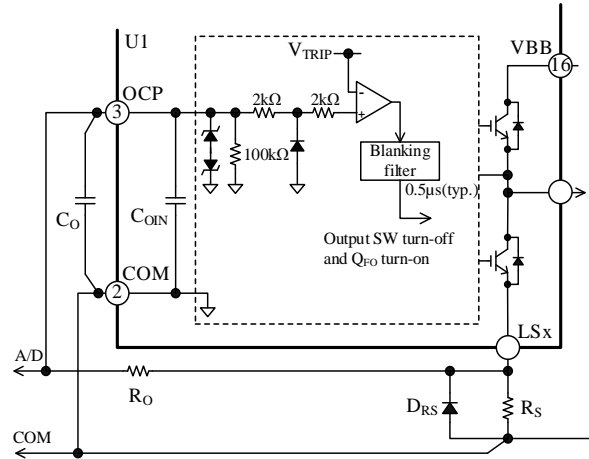 U1
VTRIP
VBB
16
OCP
3
2kΩ
2kΩ
-
+
100kΩ
Blanking
filter
0.5μs(typ.)
CO
COIN
Output SW turn-off
and QFO turn-on
COM
2
LSx
A/D
RO
DRS
RS
COM